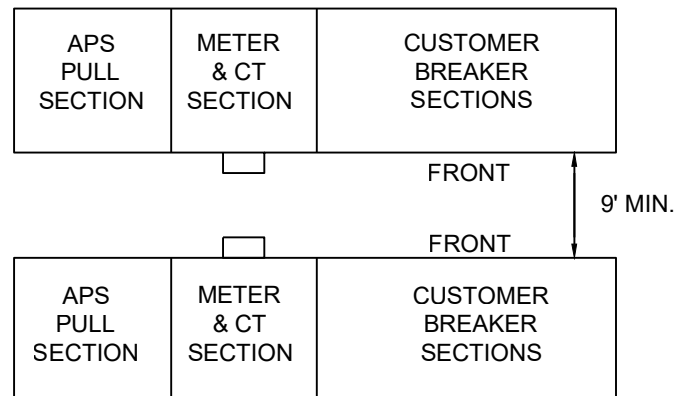 APS
PULL
SECTION
METER
& CT
SECTION
CUSTOMER
BREAKER
SECTIONS
FRONT
9' MIN.
FRONT
APS
PULL
SECTION
METER
& CT
SECTION
CUSTOMER
BREAKER
SECTIONS